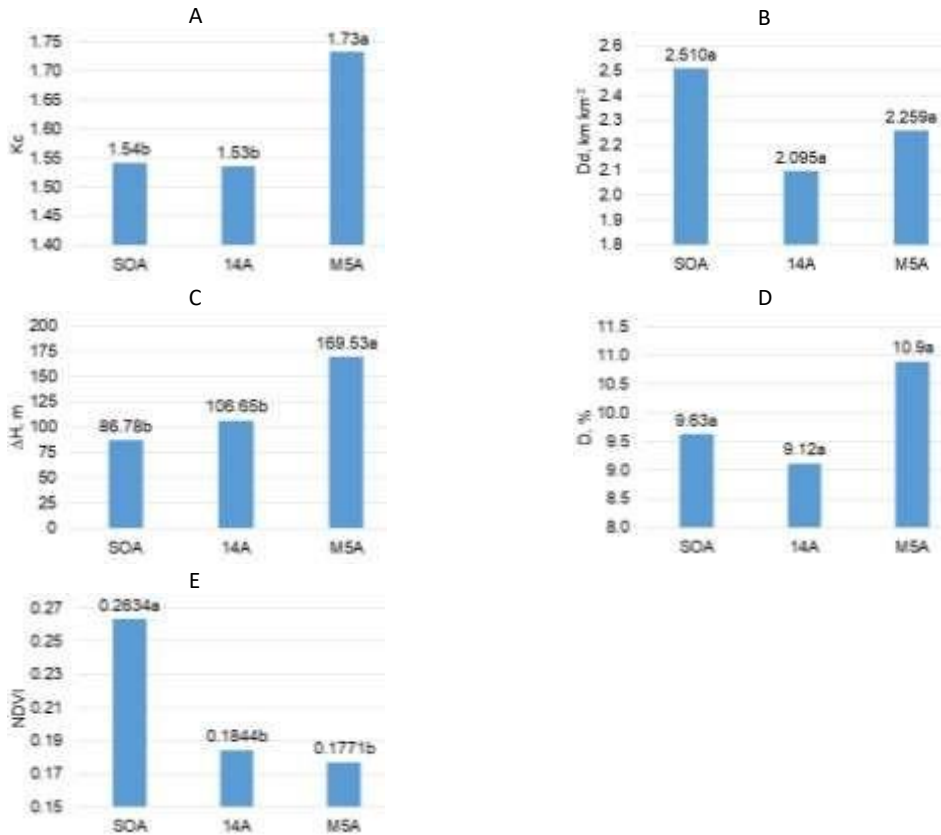 A
Kc
1.75
1.70
1.65
1.60
1.55
1.50
1.45
1.40
1.54b
1.53b
1.73a
SOA 14A M5A
B
Dd, km km⁻²
2.6
2.5
2.4
2.3
2.2
2.1
2.0
1.9
1.8
2.510a
2.095a
2.259a
SOA 14A M5A
C
ΔH, m
200
175
150
125
100
75
50
25
0
86.78b
106.65b
169.53a
SOA 14A M5A
D
D, %
11.5
11.0
10.5
10.0
9.5
9.0
8.5
8.0
9.63a
9.12a
10.9a
SOA 14A M5A
E
NDVI
0.27
0.25
0.23
0.21
0.19
0.17
0.15
0.2634a
0.1844b
0.1771b
SOA 14A M5A